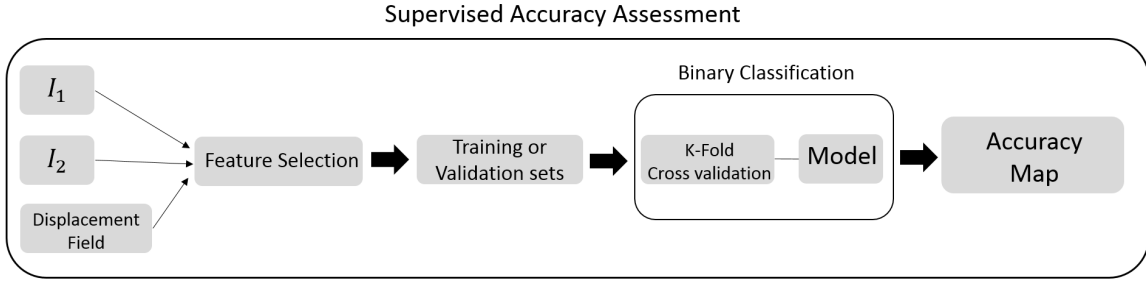 Supervised Accuracy Assessment
I₁
I₂
Displacement
Field
Feature Selection
Training or
Validation sets
Binary Classification
K-Fold
Cross validation
Model
Accuracy
Map